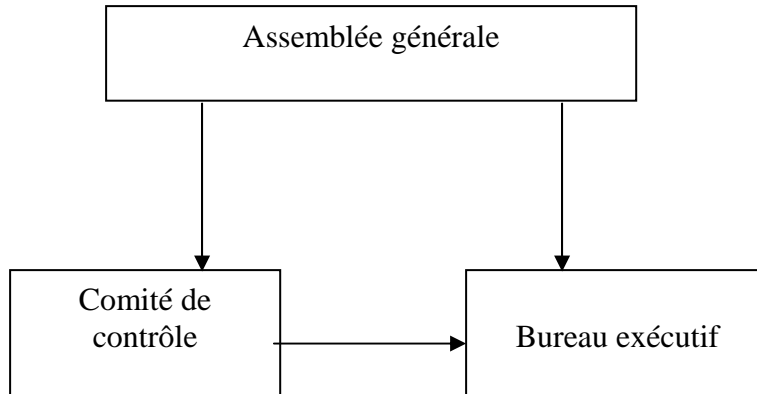 Assemblée générale
Comité de
contrôle
Bureau exécutif